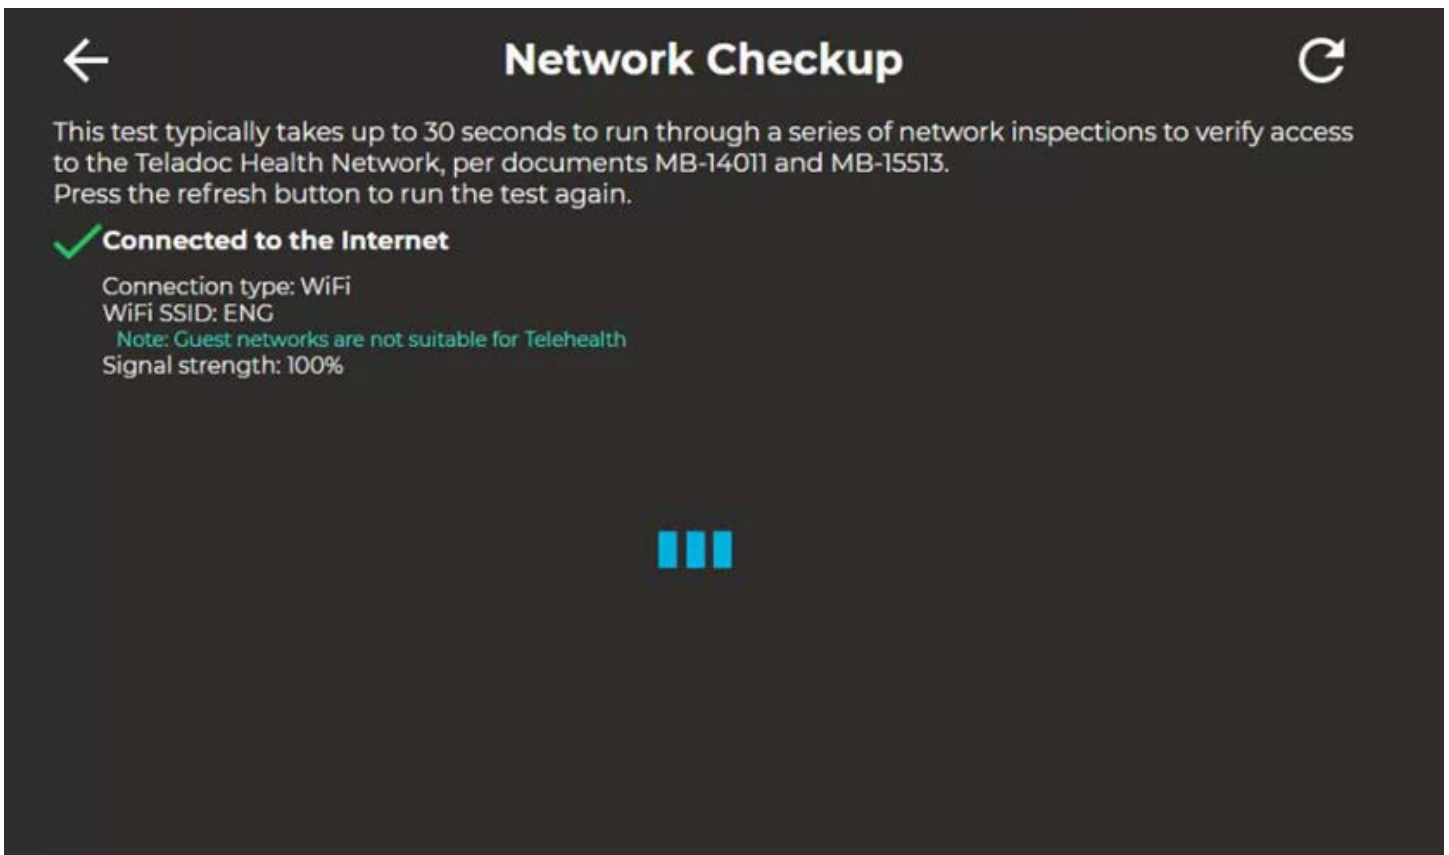 Network Checkup
This test typically takes up to 30 seconds to run through a series of network inspections to verify access
to the Teladoc Health Network, per documents MB-14011 and MB-15513.
Press the refresh button to run the test again.
Connected to the Internet
Connection type: WiFi
WiFi SSID: ENG
Note: Guest networks are not suitable for Telehealth
Signal strength: 100%